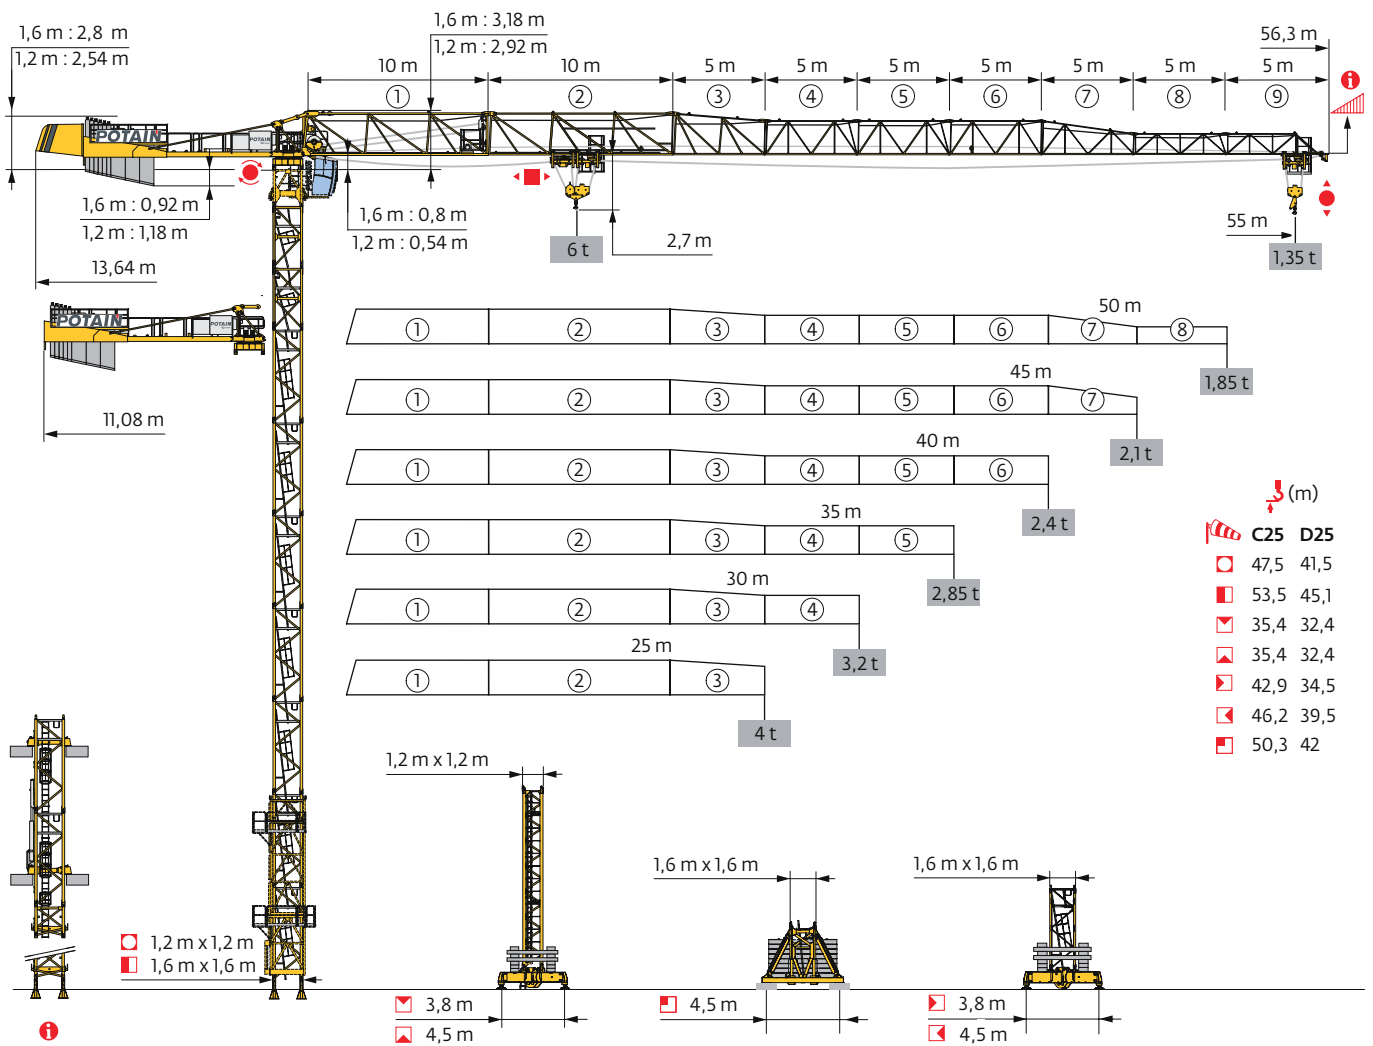 1,6 m : 2,8 m
1,2 m : 2,54 m
1,6 m : 3,18 m
1,2 m : 2,92 m
56,3 m
10 m 10 m 5 m 5 m 5 m 5 m 5 m 5 m 5 m
① ② ③ ④ ⑤ ⑥ ⑦ ⑧ ⑨
i
POTAIN
POTAIN
1,6 m : 0,92 m
1,2 m : 1,18 m
1,6 m : 0,8 m
1,2 m : 0,54 m
2,7 m
6 t
55 m
1,35 t
13,64 m
POTAIN
POTAIN
11,08 m
50 m
① ② ③ ④ ⑤ ⑥ ⑦ ⑧
1,85 t
45 m
① ② ③ ④ ⑤ ⑥ ⑦
2,1 t
40 m
① ② ③ ④ ⑤ ⑥
2,4 t
35 m
① ② ③ ④ ⑤
2,85 t
30 m
① ② ③ ④
3,2 t
25 m
① ② ③
4 t
(m)
C25 D25
47,5 41,5
53,5 45,1
35,4 32,4
35,4 32,4
42,9 34,5
46,2 39,5
50,3 42
1,2 m x 1,2 m
1,6 m x 1,6 m
1,6 m x 1,6 m
1,2 m x 1,2 m
1,6 m x 1,6 m
3,8 m
4,5 m
4,5 m
3,8 m
4,5 m
i